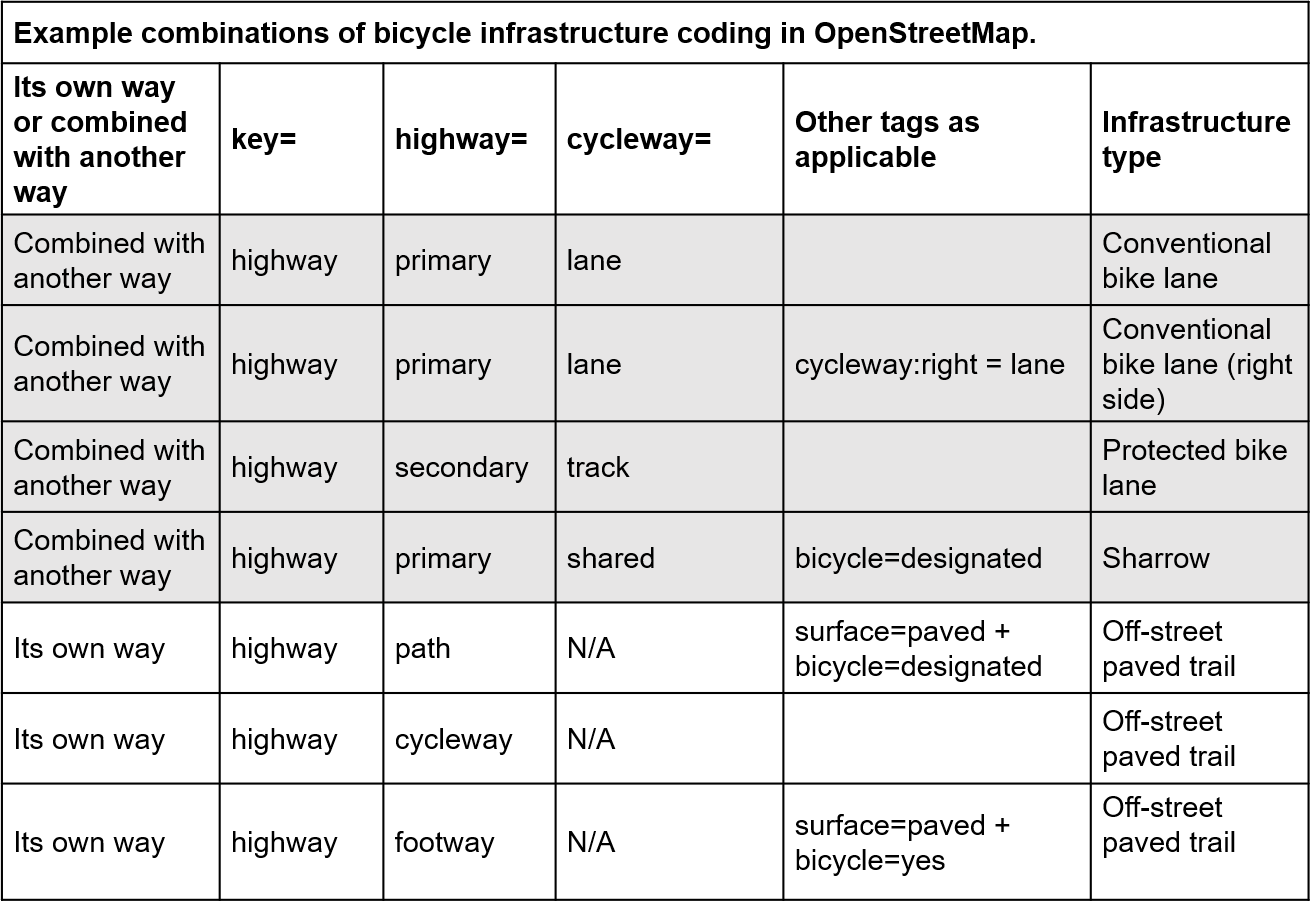 Example combinations of bicycle infrastructure coding in OpenStreetMap.
Its own way or combined with another way | key= | highway= | cycleway= | Other tags as applicable | Infrastructure type
Combined with another way | highway | primary | lane | | Conventional bike lane
Combined with another way | highway | primary | lane | cycleway:right = lane | Conventional bike lane (right side)
Combined with another way | highway | secondary | track | | Protected bike lane
Combined with another way | highway | primary | shared | bicycle=designated | Sharrow
Its own way | highway | path | N/A | surface=paved + bicycle=designated | Off-street paved trail
Its own way | highway | cycleway | N/A | | Off-street paved trail
Its own way | highway | footway | N/A | surface=paved + bicycle=yes | Off-street paved trail